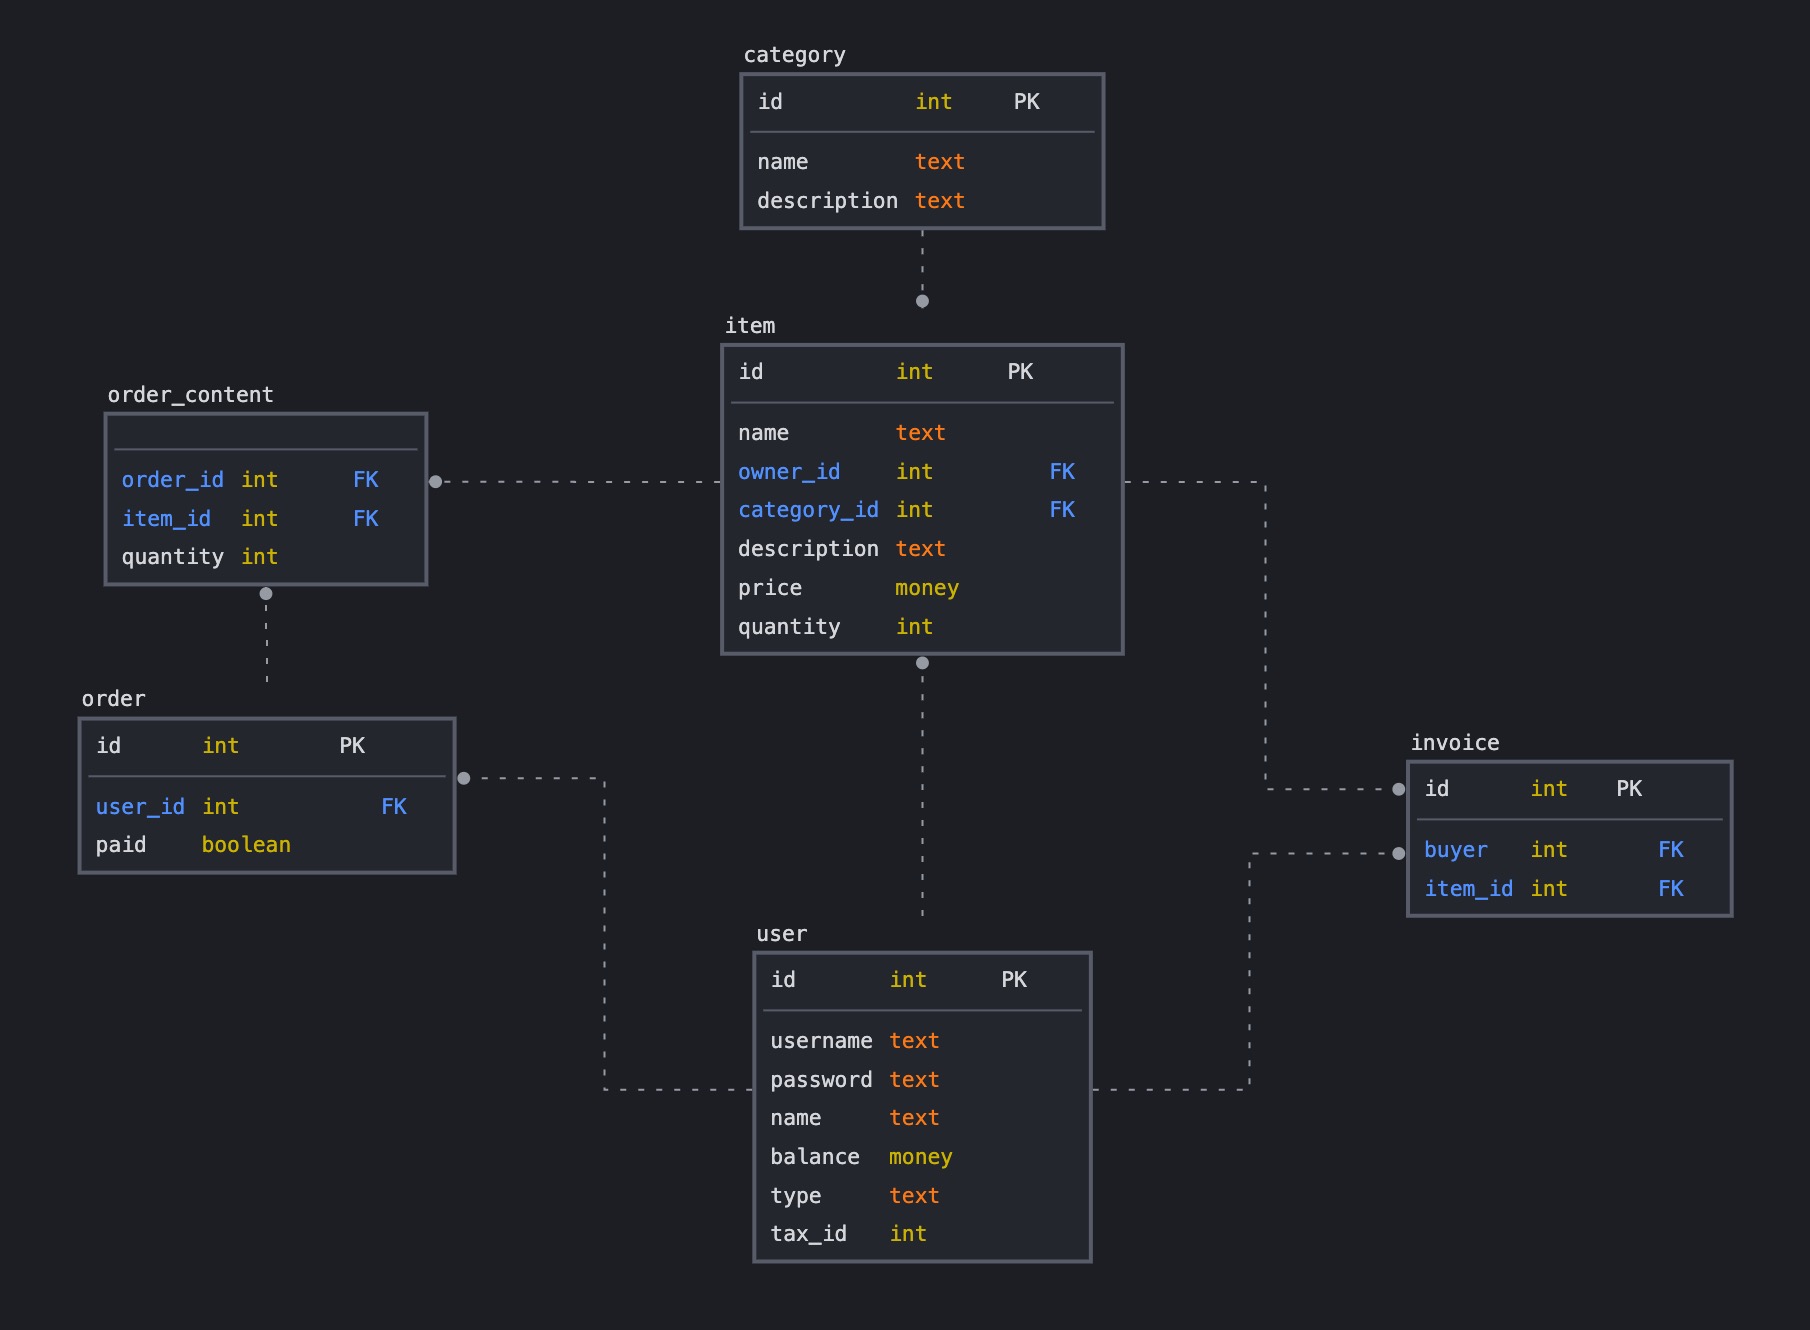 category
id int PK
name text
description text
item
id int PK
name text
owner_id int FK
category_id int FK
description text
price money
quantity int
order_content
order_id int FK
item_id int FK
quantity int
order
id int PK
user_id int FK
paid boolean
invoice
id int PK
buyer int FK
item_id int FK
user
id int PK
username text
password text
name text
balance money
type text
tax_id int